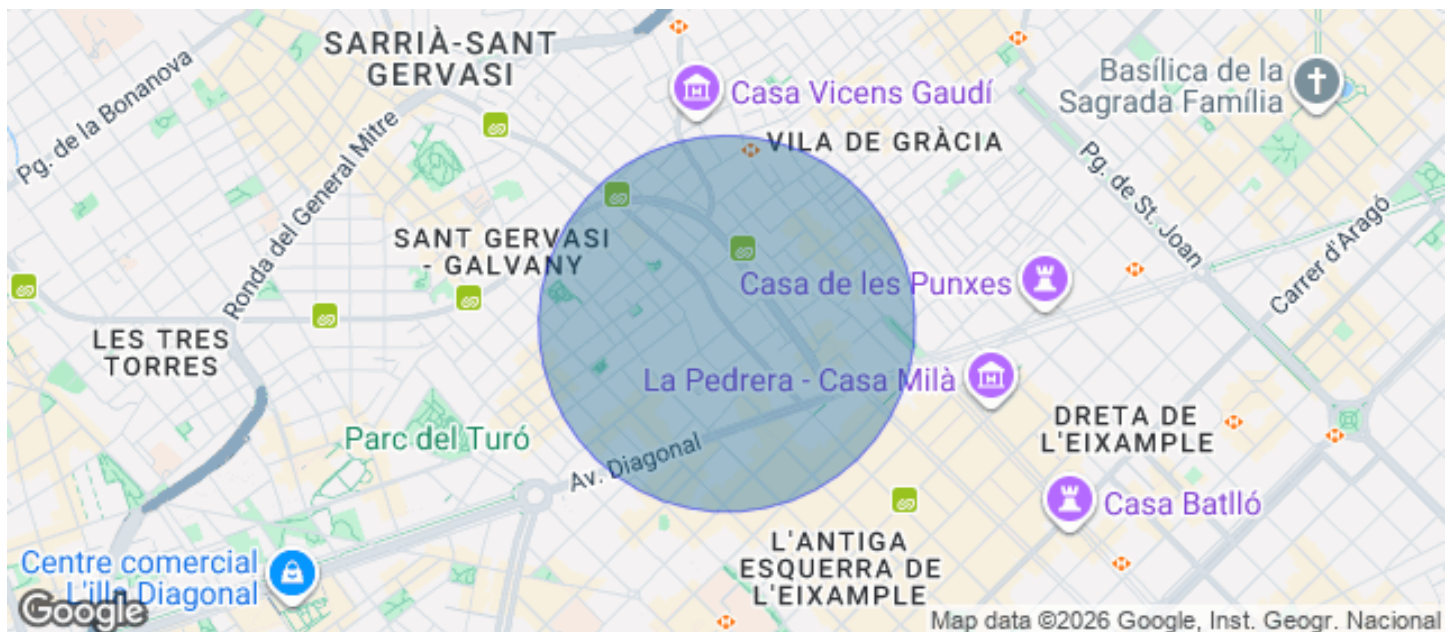 SARRIÀ-SANT
GERVASI
Pg. de la Bonanova
Casa Vicens Gaudí
Basílica de la
Sagrada Família
VILA DE GRÀCIA
Ronda del General Mitre
Pg. de St. Joan
SANT GERVASI
- GALVANY
Carrer d'Aragó
Casa de les Punxes
LES TRES
TORRES
La Pedrera - Casa Milà
Parc del Turó
Av. Diagonal
DRETA DE
L'EIXAMPLE
Casa Batlló
Centre comercial
L'illa Diagonal
L'ANTIGA
ESQUERRA DE
L'EIXAMPLE
Google
Map data ©2026 Google, Inst. Geogr. Nacional